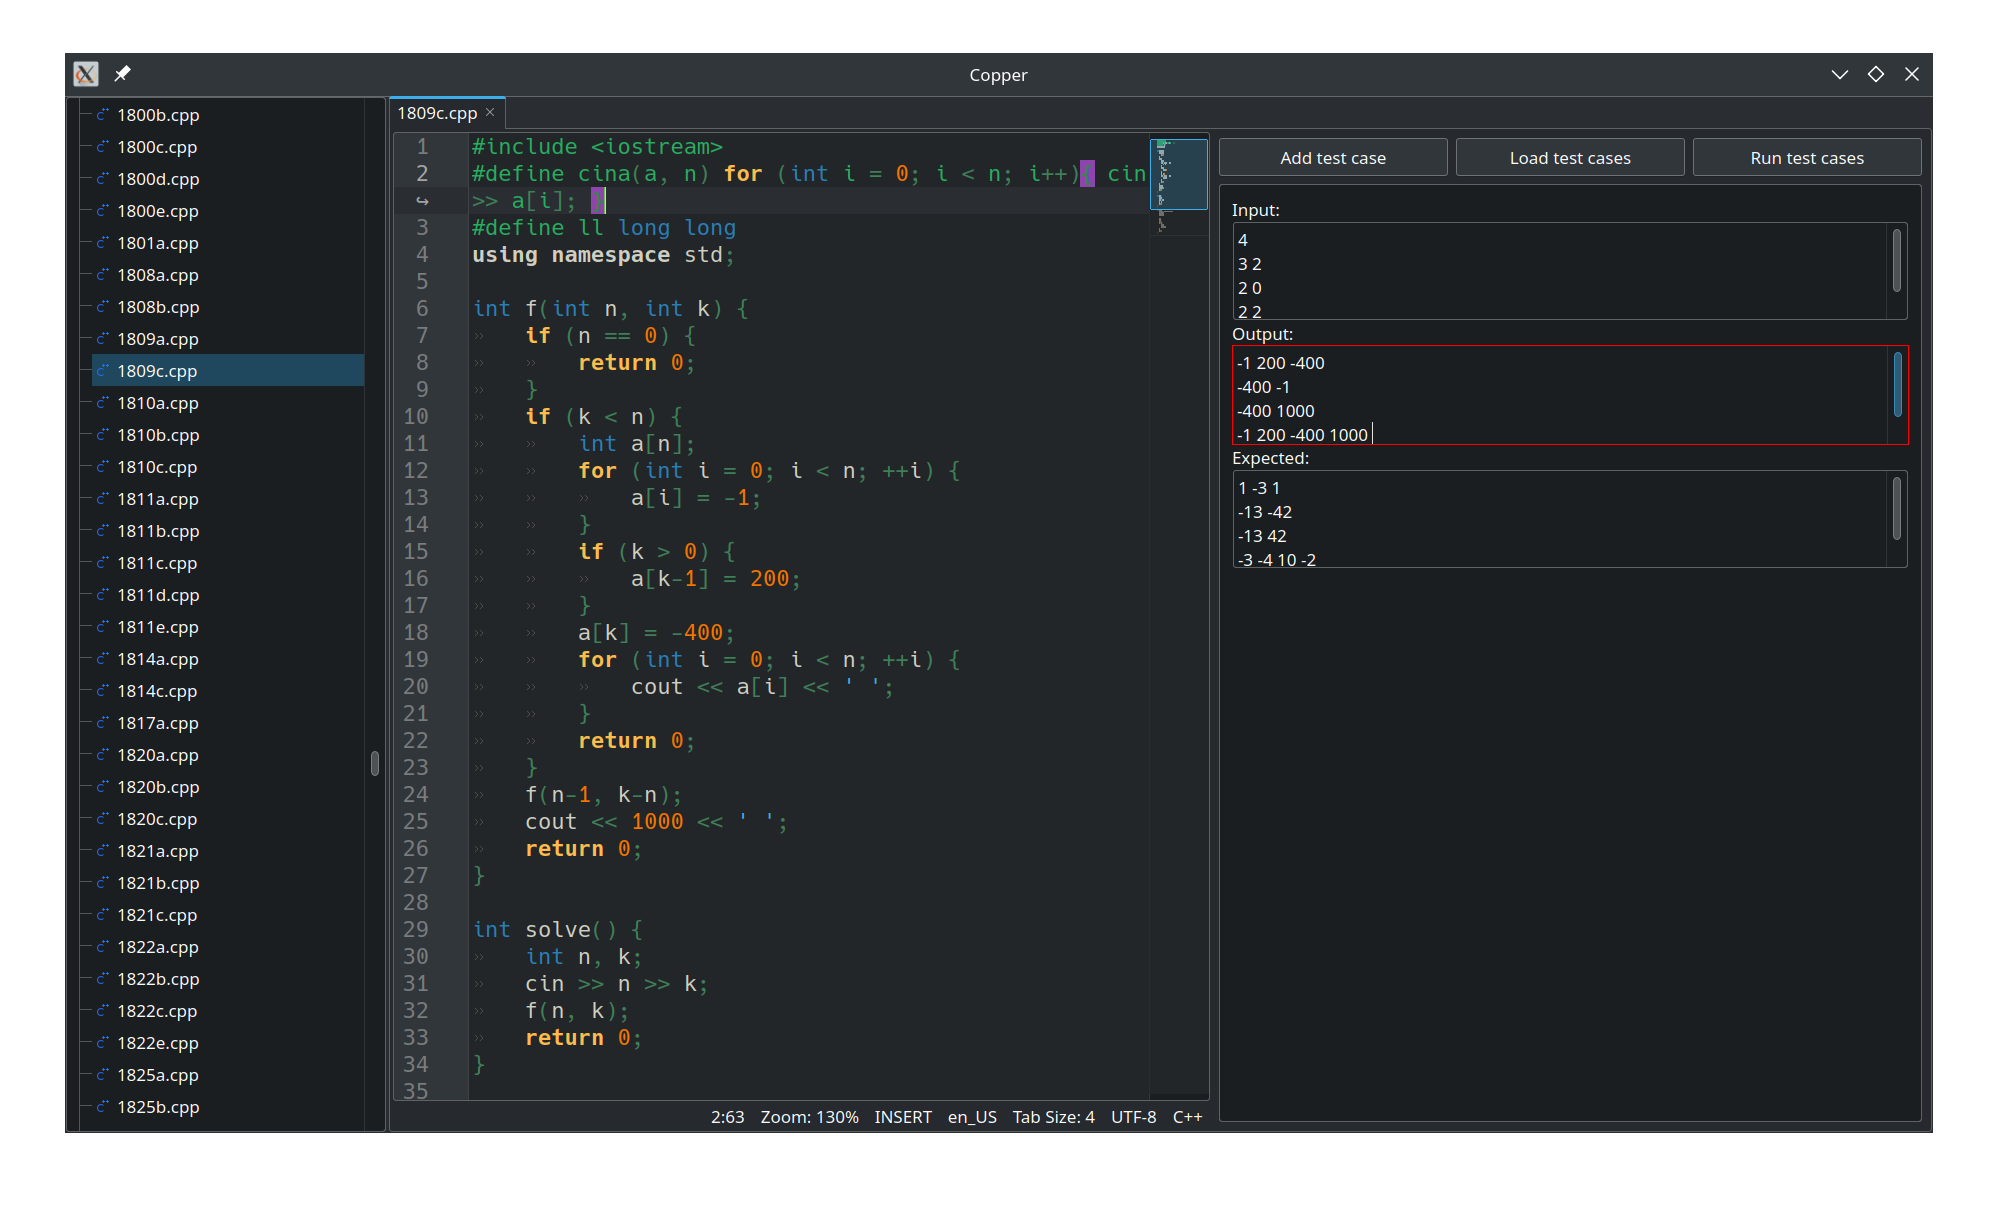 Copper
1800b.cpp
1800c.cpp
1800d.cpp
1800e.cpp
1801a.cpp
1808a.cpp
1808b.cpp
1809a.cpp
1809c.cpp
1810a.cpp
1810b.cpp
1810c.cpp
1811a.cpp
1811b.cpp
1811c.cpp
1811d.cpp
1811e.cpp
1814a.cpp
1814c.cpp
1817a.cpp
1820a.cpp
1820b.cpp
1820c.cpp
1821a.cpp
1821b.cpp
1821c.cpp
1822a.cpp
1822b.cpp
1822c.cpp
1822e.cpp
1825a.cpp
1825b.cpp
1809c.cpp
1 #include <iostream>
2 #define cina(a, n) for (int i = 0; i < n; i++){ cin
>> a[i]; }
3 #define ll long long
4 using namespace std;
5
6 int f(int n, int k) {
7 if (n == 0) {
8 return 0;
9 }
10 if (k < n) {
11 int a[n];
12 for (int i = 0; i < n; ++i) {
13 a[i] = -1;
14 }
15 if (k > 0) {
16 a[k-1] = 200;
17 }
18 a[k] = -400;
19 for (int i = 0; i < n; ++i) {
20 cout << a[i] << ' ';
21 }
22 return 0;
23 }
24 f(n-1, k-n);
25 cout << 1000 << ' ';
26 return 0;
27 }
28
29 int solve() {
30 int n, k;
31 cin >> n >> k;
32 f(n, k);
33 return 0;
34 }
35
2:63 Zoom: 130% INSERT en_US Tab Size: 4 UTF-8 C++
Add test case
Load test cases
Run test cases
Input:
4
3 2
2 0
2 2
Output:
-1 200 -400
-400 -1
-400 1000
-1 200 -400 1000
Expected:
1 -3 1
-13 -42
-13 42
-3 -4 10 -2